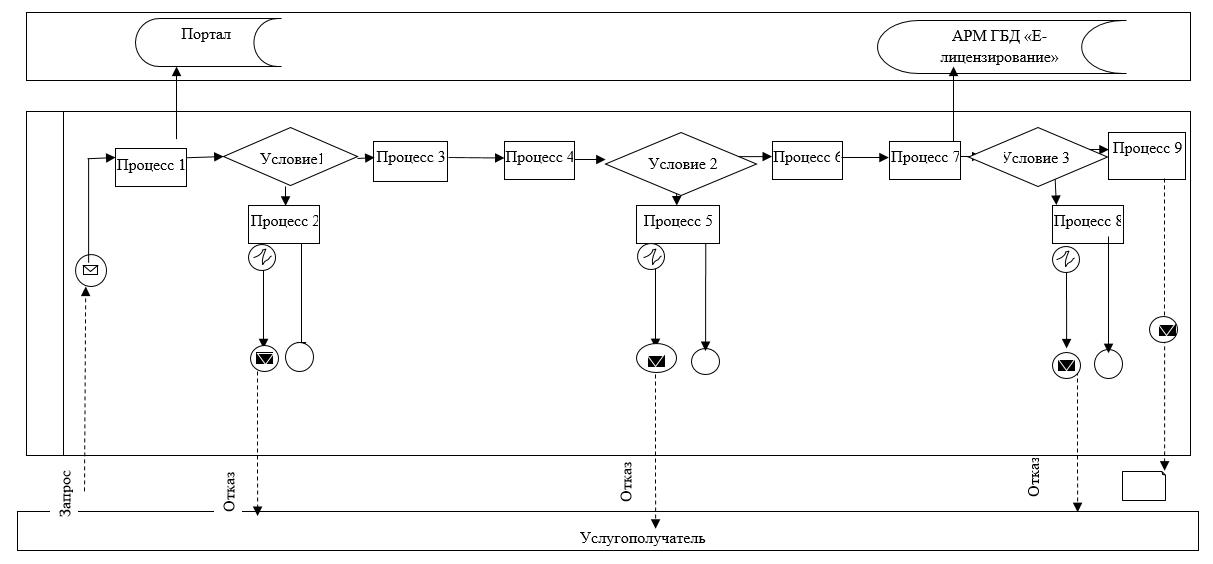 Портал
АРМ ГБД «Е-
лицензирование»
Процесс 1
Условие1
Процесс 3
Процесс 4
Условие 2
Процесс 6
Процесс 7
Условие 3
Процесс 9
Процесс 2
Процесс 5
Процесс 8
Запрос
Отказ
Отказ
Отказ
Услугополучатель